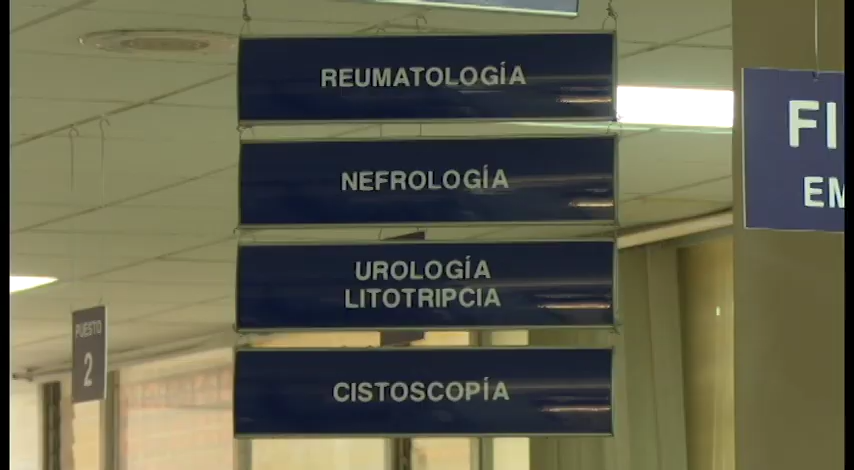 REUMATOLOGÍA
NEFROLOGÍA
UROLOGÍA
LITOTRIPCIA
CISTOSCOPÍA
PUESTO
2
FI
EM